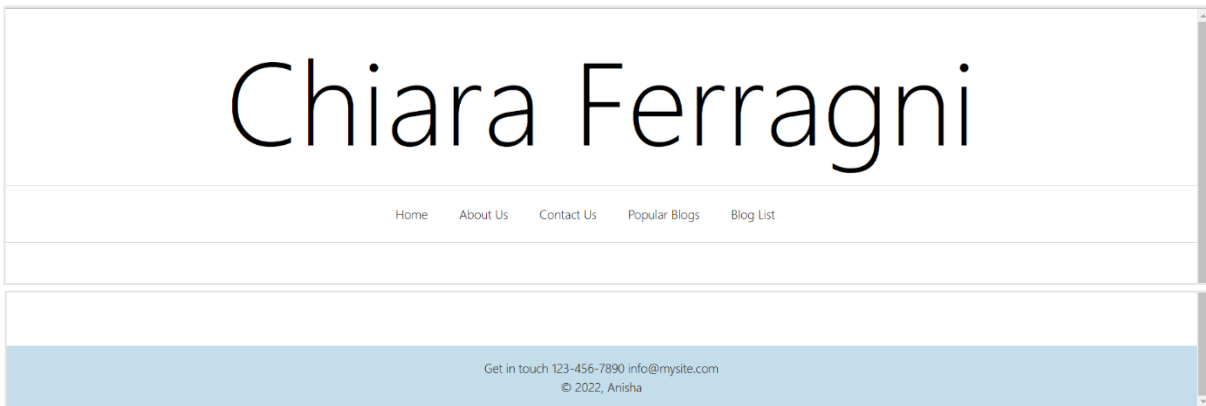 Chiara Ferragni
Home About Us Contact Us Popular Blogs Blog List
Get in touch 123-456-7890 info@mysite.com
© 2022, Anisha